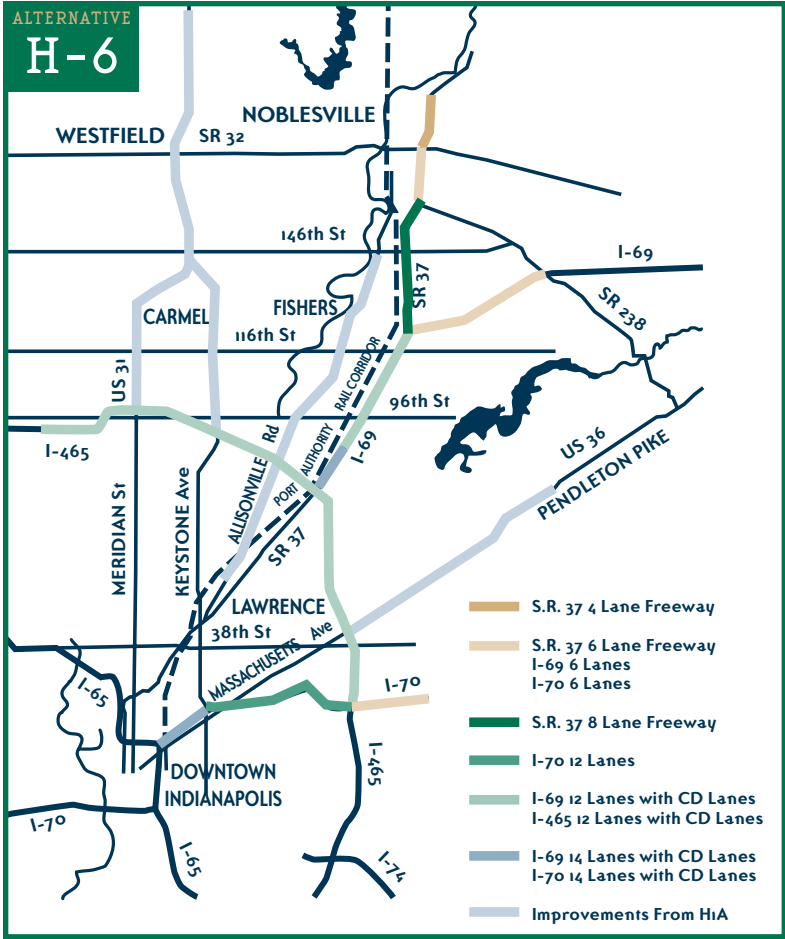 ALTERNATIVE
H-6
NOBLESVILLE
WESTFIELD
SR 32
146th St
I-69
SR 37
SR 238
CARMEL
FISHERS
116th St
US 31
PORT AUTHORITY RAIL CORRIDOR
96th St
I-465
I-69
US 36
PENDLETON PIKE
MERIDIAN St
KEYSTONE Ave
ALLISONVILLE Rd
SR 37
LAWRENCE
38th St
MASSACHUSETTS Ave
I-65
I-70
I-465
DOWNTOWN
INDIANAPOLIS
I-70
I-65
I-74
S.R. 37 4 Lane Freeway
S.R. 37 6 Lane Freeway
I-69 6 Lanes
I-70 6 Lanes
S.R. 37 8 Lane Freeway
I-70 12 Lanes
I-69 12 Lanes with CD Lanes
I-465 12 Lanes with CD Lanes
I-69 14 Lanes with CD Lanes
I-70 14 Lanes with CD Lanes
Improvements From H1A